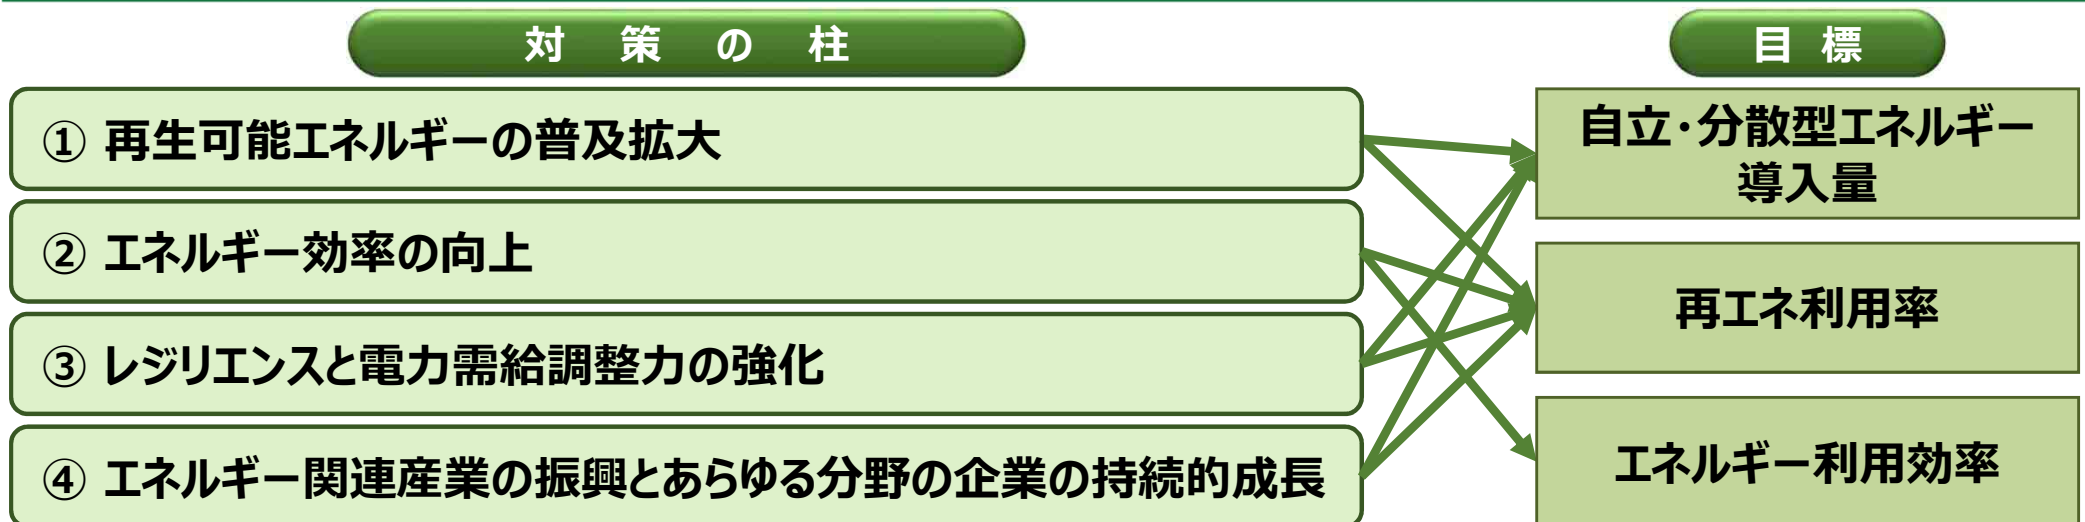 対策の柱
目標
① 再生可能エネルギーの普及拡大
② エネルギー効率の向上
③ レジリエンスと電力需給調整力の強化
④ エネルギー関連産業の振興とあらゆる分野の企業の持続的成長
自立・分散型エネルギー
導入量
再エネ利用率
エネルギー利用効率